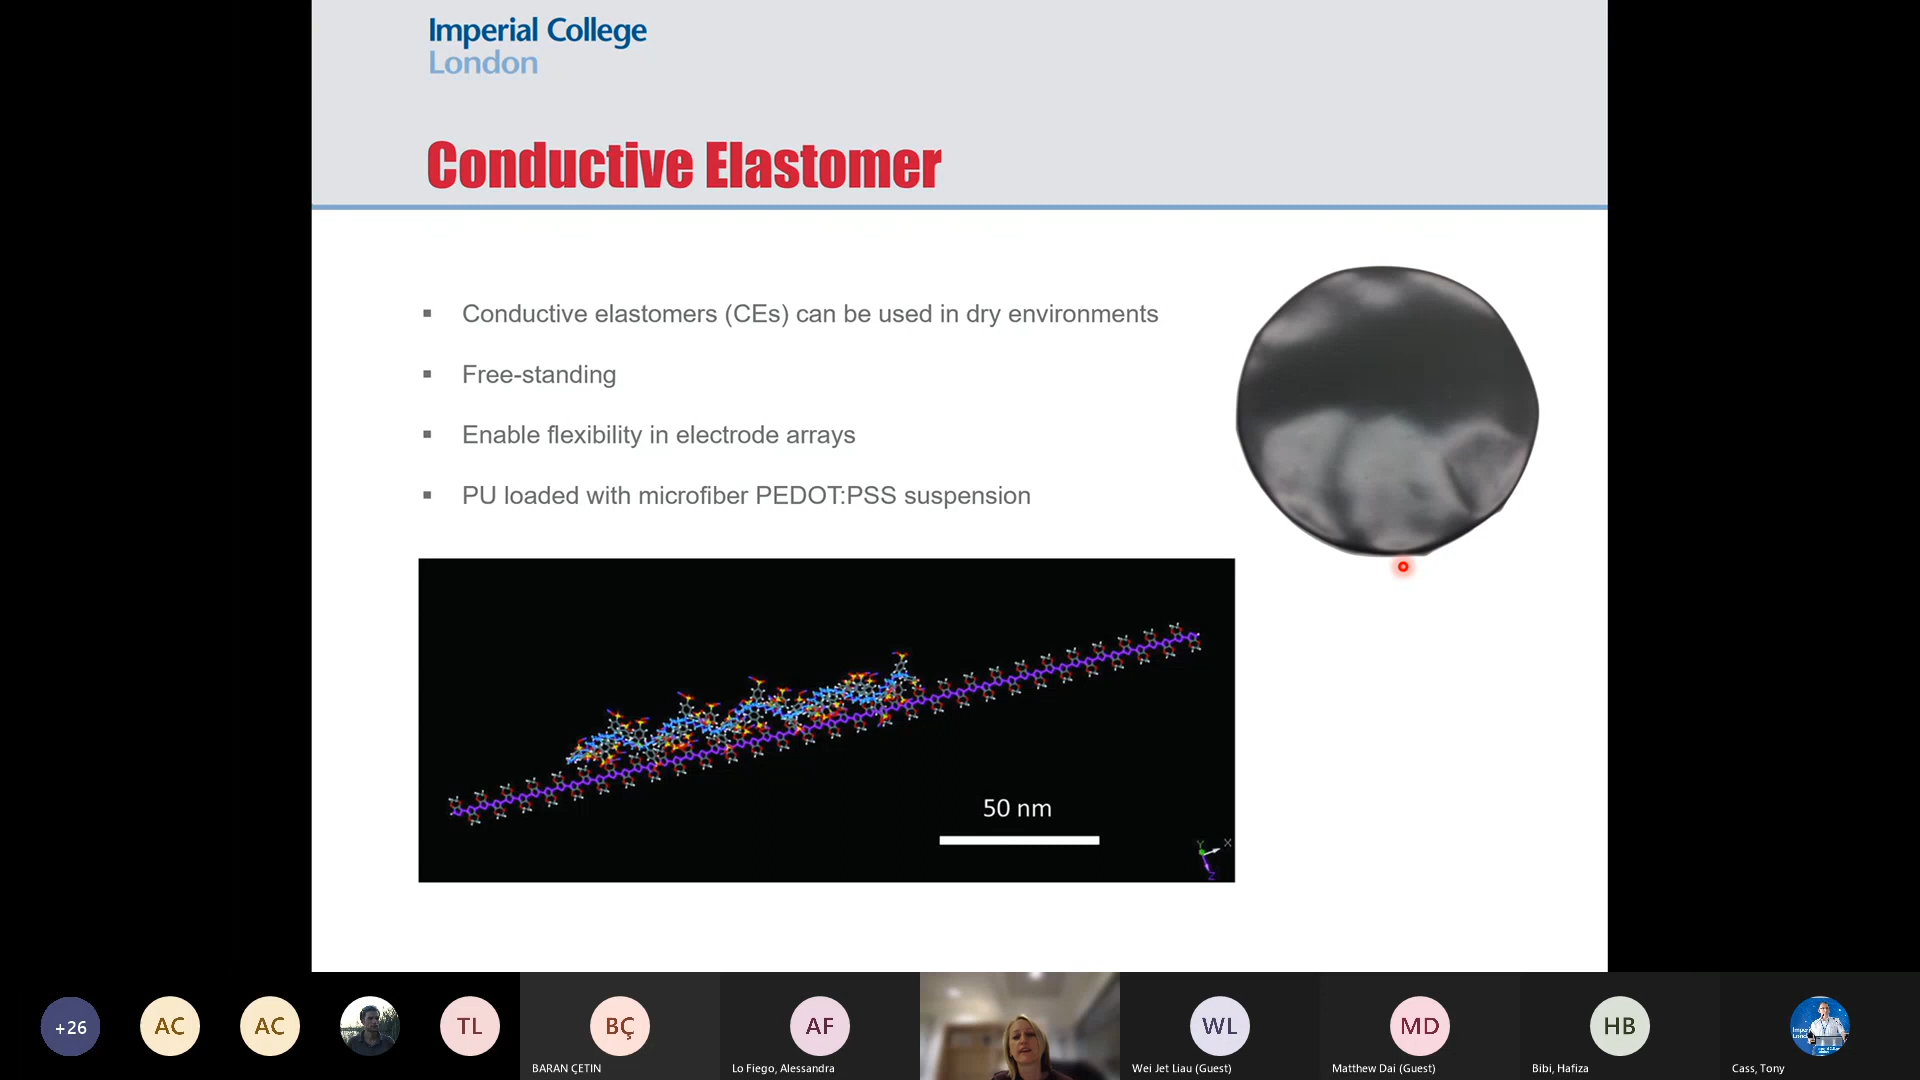 Imperial College
London
Conductive Elastomer
▪ Conductive elastomers (CEs) can be used in dry environments
▪ Free-standing
▪ Enable flexibility in electrode arrays
▪ PU loaded with microfiber PEDOT:PSS suspension
50 nm
Y
X
Z
+26
AC
AC
TL
BÇ
AF
WL
MD
HB
BARAN ÇETIN
Lo Fiego, Alessandra
Wei Jet Liau (Guest)
Matthew Dai (Guest)
Bibi, Hafiza
Cass, Tony